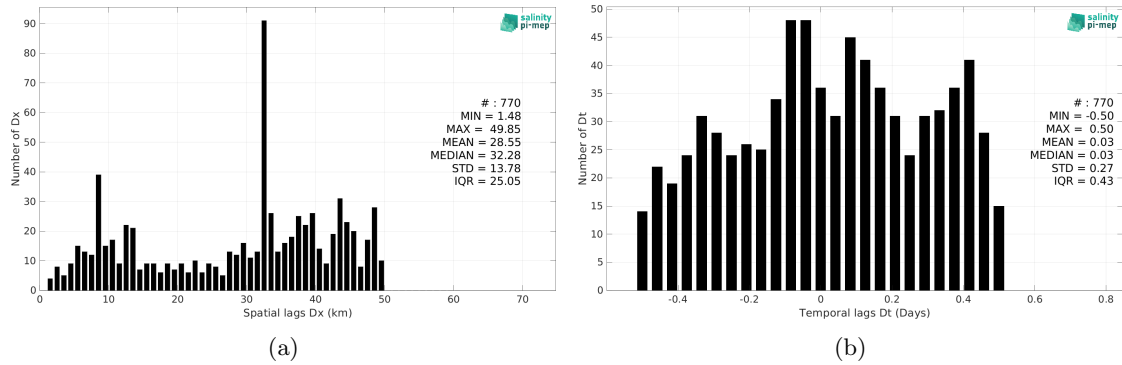 salinity
pi-mep
90
80
70
60
50
40
30
20
10
0
Number of Dx
# : 770
MIN = 1.48
MAX = 49.85
MEAN = 28.55
MEDIAN = 32.28
STD = 13.78
IQR = 25.05
0 10 20 30 40 50 60 70
Spatial lags Dx (km)
(a)
salinity
pi-mep
50
45
40
35
30
25
20
15
10
5
0
Number of Dt
# : 770
MIN = -0.50
MAX = 0.50
MEAN = 0.03
MEDIAN = 0.03
STD = 0.27
IQR = 0.43
-0.4 -0.2 0 0.2 0.4 0.6 0.8
Temporal lags Dt (Days)
(b)